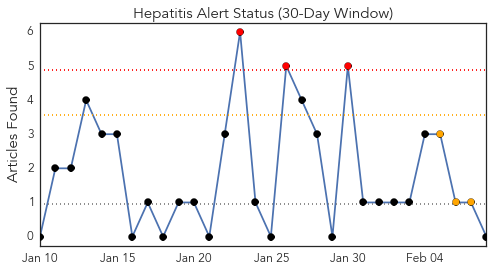 Hepatitis Alert Status (30-Day Window)
Articles Found
6
5
4
3
2
1
0
Jan 10
Jan 15
Jan 20
Jan 25
Jan 30
Feb 04